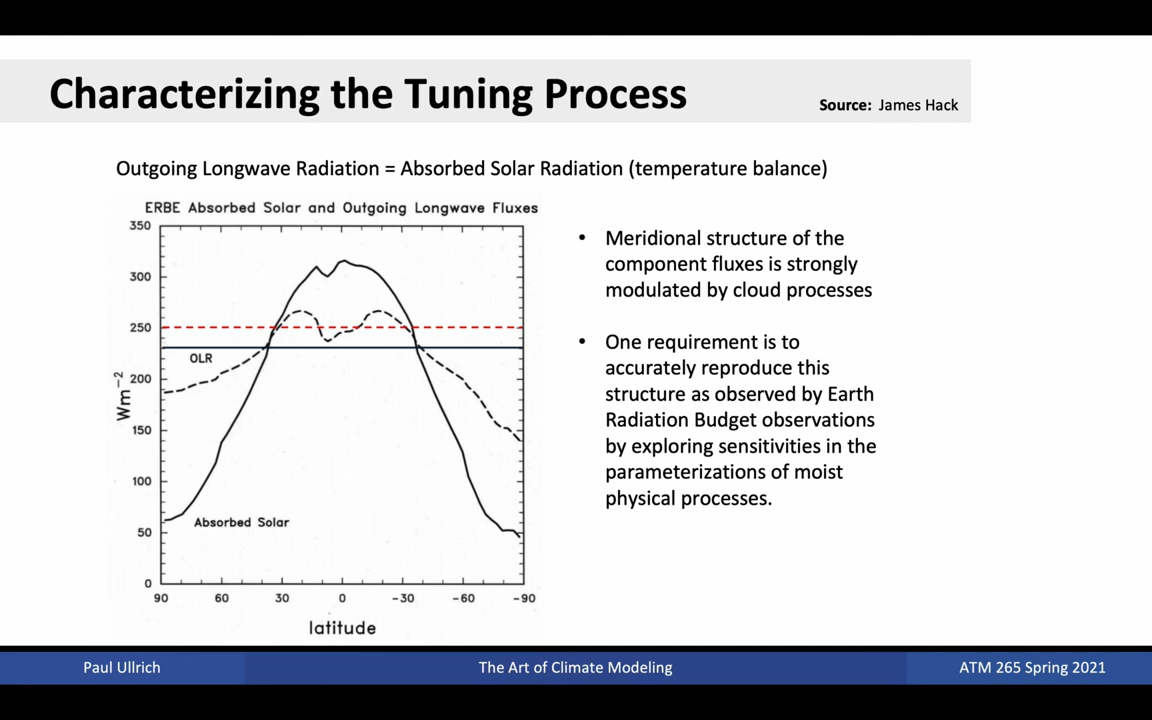 Characterizing the Tuning Process
Source: James Hack
Outgoing Longwave Radiation = Absorbed Solar Radiation (temperature balance)
ERBE Absorbed Solar and Outgoing Longwave Fluxes
350
300
250
200
150
100
50
0
Wm−2
OLR
Absorbed Solar
90 60 30 0 −30 −60 −90
latitude
• Meridional structure of the
component fluxes is strongly
modulated by cloud processes
• One requirement is to
accurately reproduce this
structure as observed by Earth
Radiation Budget observations
by exploring sensitivities in the
parameterizations of moist
physical processes.
Paul Ullrich
The Art of Climate Modeling
ATM 265 Spring 2021